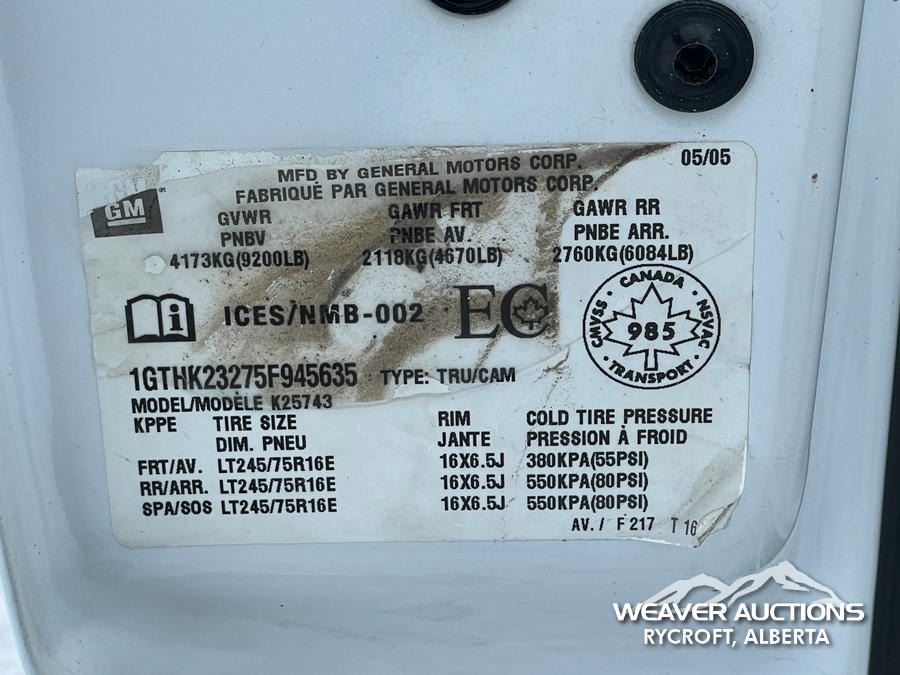 MFD BY GENERAL MOTORS CORP. 05/05
FABRIQUÉ PAR GENERAL MOTORS CORP.
GM
GVWR GAWR FRT GAWR RR
PNBV PNBE AV. PNBE ARR.
4173KG(9200LB) 2118KG(4670LB) 2760KG(6084LB)
i ICES/NMB-002 EC
CANADA
CMVSS 985 NSVAC
TRANSPORT
1GTHK23275F945635 TYPE: TRU/CAM
MODEL/MODÈLE K25743
KPPE TIRE SIZE RIM COLD TIRE PRESSURE
DIM. PNEU JANTE PRESSION À FROID
FRT/AV. LT245/75R16E 16X6.5J 380KPA(55PSI)
RR/ARR. LT245/75R16E 16X6.5J 550KPA(80PSI)
SPA/SOS LT245/75R16E 16X6.5J 550KPA(80PSI)
AV. / F 217 T 16
WEAVER AUCTIONS
RYCROFT, ALBERTA